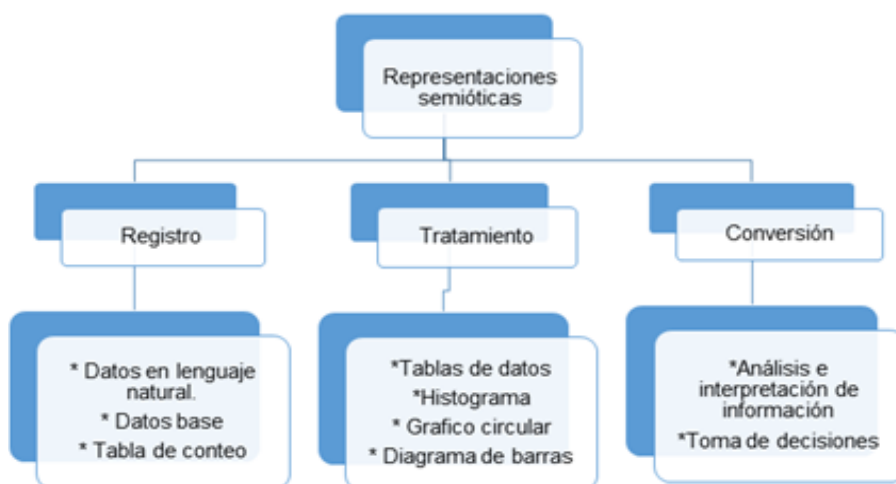 Representaciones
semióticas
Registro
Tratamiento
Conversión
* Datos en lenguaje
natural.
* Datos base
* Tabla de conteo
*Tablas de datos
*Histograma
* Grafico circular
* Diagrama de barras
*Análisis e
interpretación de
información
*Toma de decisiones